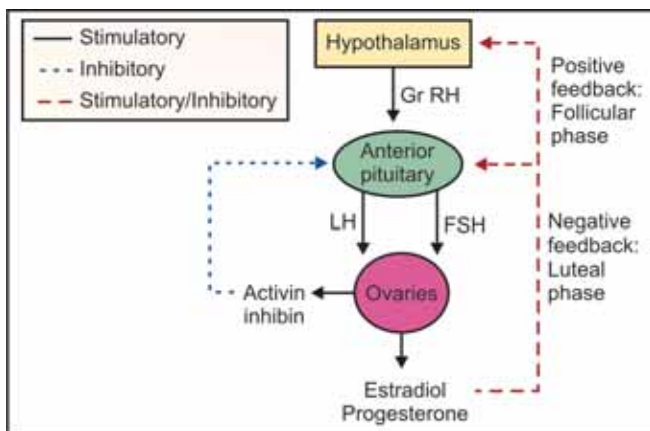 Stimulatory
Inhibitory
Stimulatory/Inhibitory
Hypothalamus
Gr RH
Positive
feedback:
Follicular
phase
Anterior
pituitary
LH
FSH
Negative
feedback:
Luteal
phase
Activin
inhibin
Ovaries
Estradiol
Progesterone